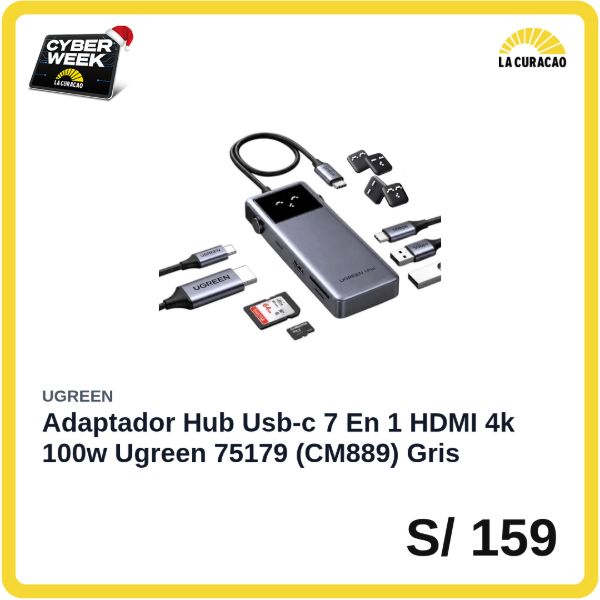 CYBER
WEEK
LA CURACAO
LA CURACAO
UGREEN
UGREEN
UGREEN
UGREEN
Adaptador Hub Usb-c 7 En 1 HDMI 4k
100w Ugreen 75179 (CM889) Gris
S/ 159